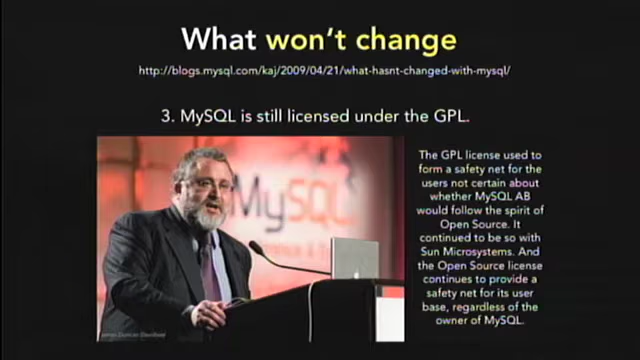 What won't change
http://blogs.mysql.com/kaj/2009/04/21/what-hasnt-changed-with-mysql/
3. MySQL is still licensed under the GPL.
MySQL
The GPL license used to
form a safety net for the
users not certain about
whether MySQL AB
would follow the spirit of
Open Source. It
continued to be so with
Sun Microsystems. And
the Open Source license
continues to provide a
safety net for its user
base, regardless of the
owner of MySQL.
Duncan Davidson